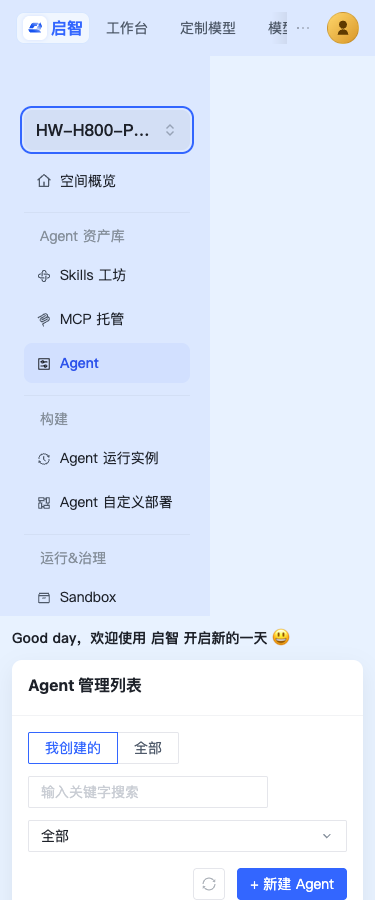 启智 工作台 定制模型 模型 ···
HW-H800-P...
空间概览
Agent 资产库
Skills 工坊
MCP 托管
Agent
构建
Agent 运行实例
Agent 自定义部署
运行&治理
Sandbox
Good day，欢迎使用 启智 开启新的一天 😃
Agent 管理列表
我创建的 全部
输入关键字搜索
全部
+ 新建 Agent